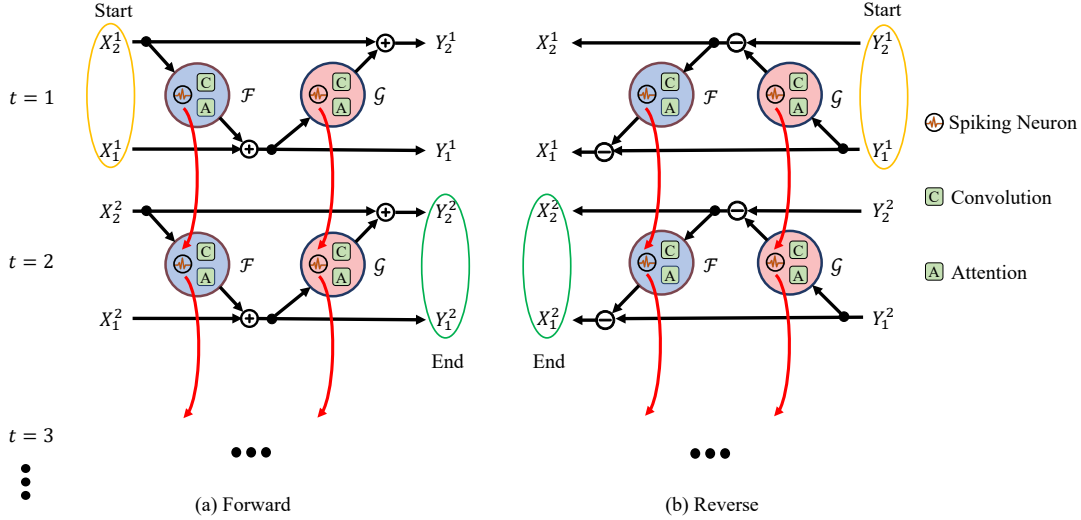 Start
X_2^1
Y_2^1
C
A
ℱ
C
A
𝒢
t = 1
X_1^1
Y_1^1
X_2^2
Y_2^2
C
A
ℱ
C
A
𝒢
t = 2
X_1^2
Y_1^2
End
t = 3
(a) Forward
Start
X_2^1
Y_2^1
C
A
ℱ
C
A
𝒢
X_1^1
Y_1^1
X_2^2
Y_2^2
C
A
ℱ
C
A
𝒢
X_1^2
Y_1^2
End
(b) Reverse
Spiking Neuron
C Convolution
A Attention